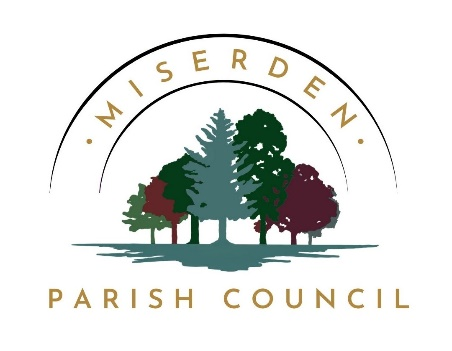 • MISERDEN •
PARISH COUNCIL